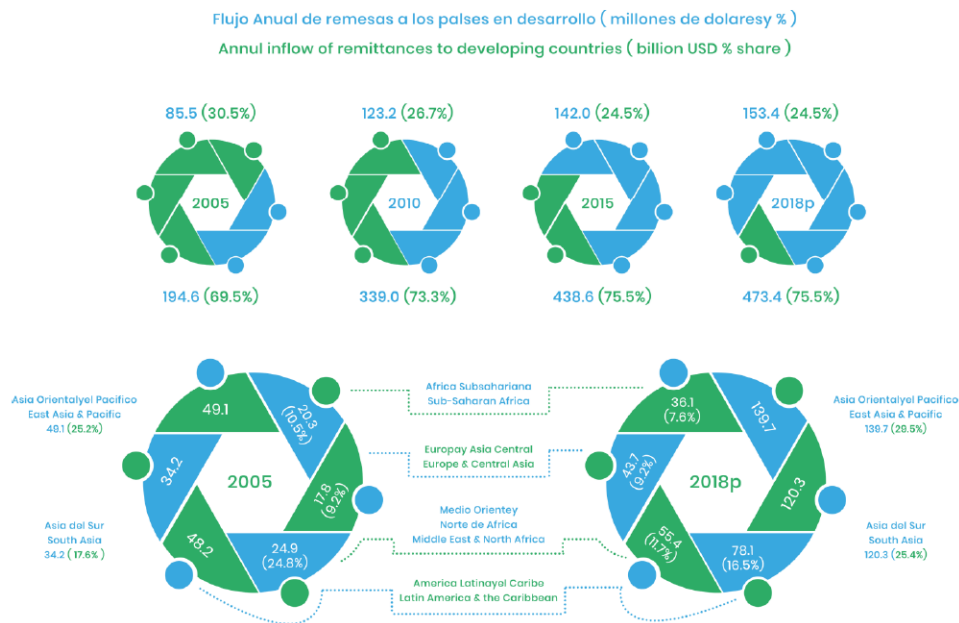 Flujo Anual de remesas a los palses en desarrollo ( millones de dolaresy % )
Annul inflow of remittances to developing countries ( billion USD % share )
85.5 (30.5%)
123.2 (26.7%)
142.0 (24.5%)
153.4 (24.5%)
2005
2010
2015
2018p
194.6 (69.5%)
339.0 (73.3%)
438.6 (75.5%)
473.4 (75.5%)
Asia Orientalyel Pacifico
East Asia & Pacific
49.1 (25.2%)
Asia del Sur
South Asia
34.2 (17.6%)
2005
49.1
20.3
(10.5%)
17.8
(9.2%)
24.9
(24.8%)
48.2
34.2
Africa Subsahariana
Sub-Saharan Africa
Europay Asia Central
Europe & Central Asia
Medio Orientey
Norte de Africa
Middle East & North Africa
America Latinayel Caribo
Latin America & the Caribbean
2018p
36.1
(7.6%)
139.7
120.3
78.1
(16.5%)
55.4
(11.7%)
43.7
(9.2%)
Asia Orientalyel Pacifico
East Asia & Pacific
139.7 (29.5%)
Asia del Sur
South Asia
120.3 (25.4%)